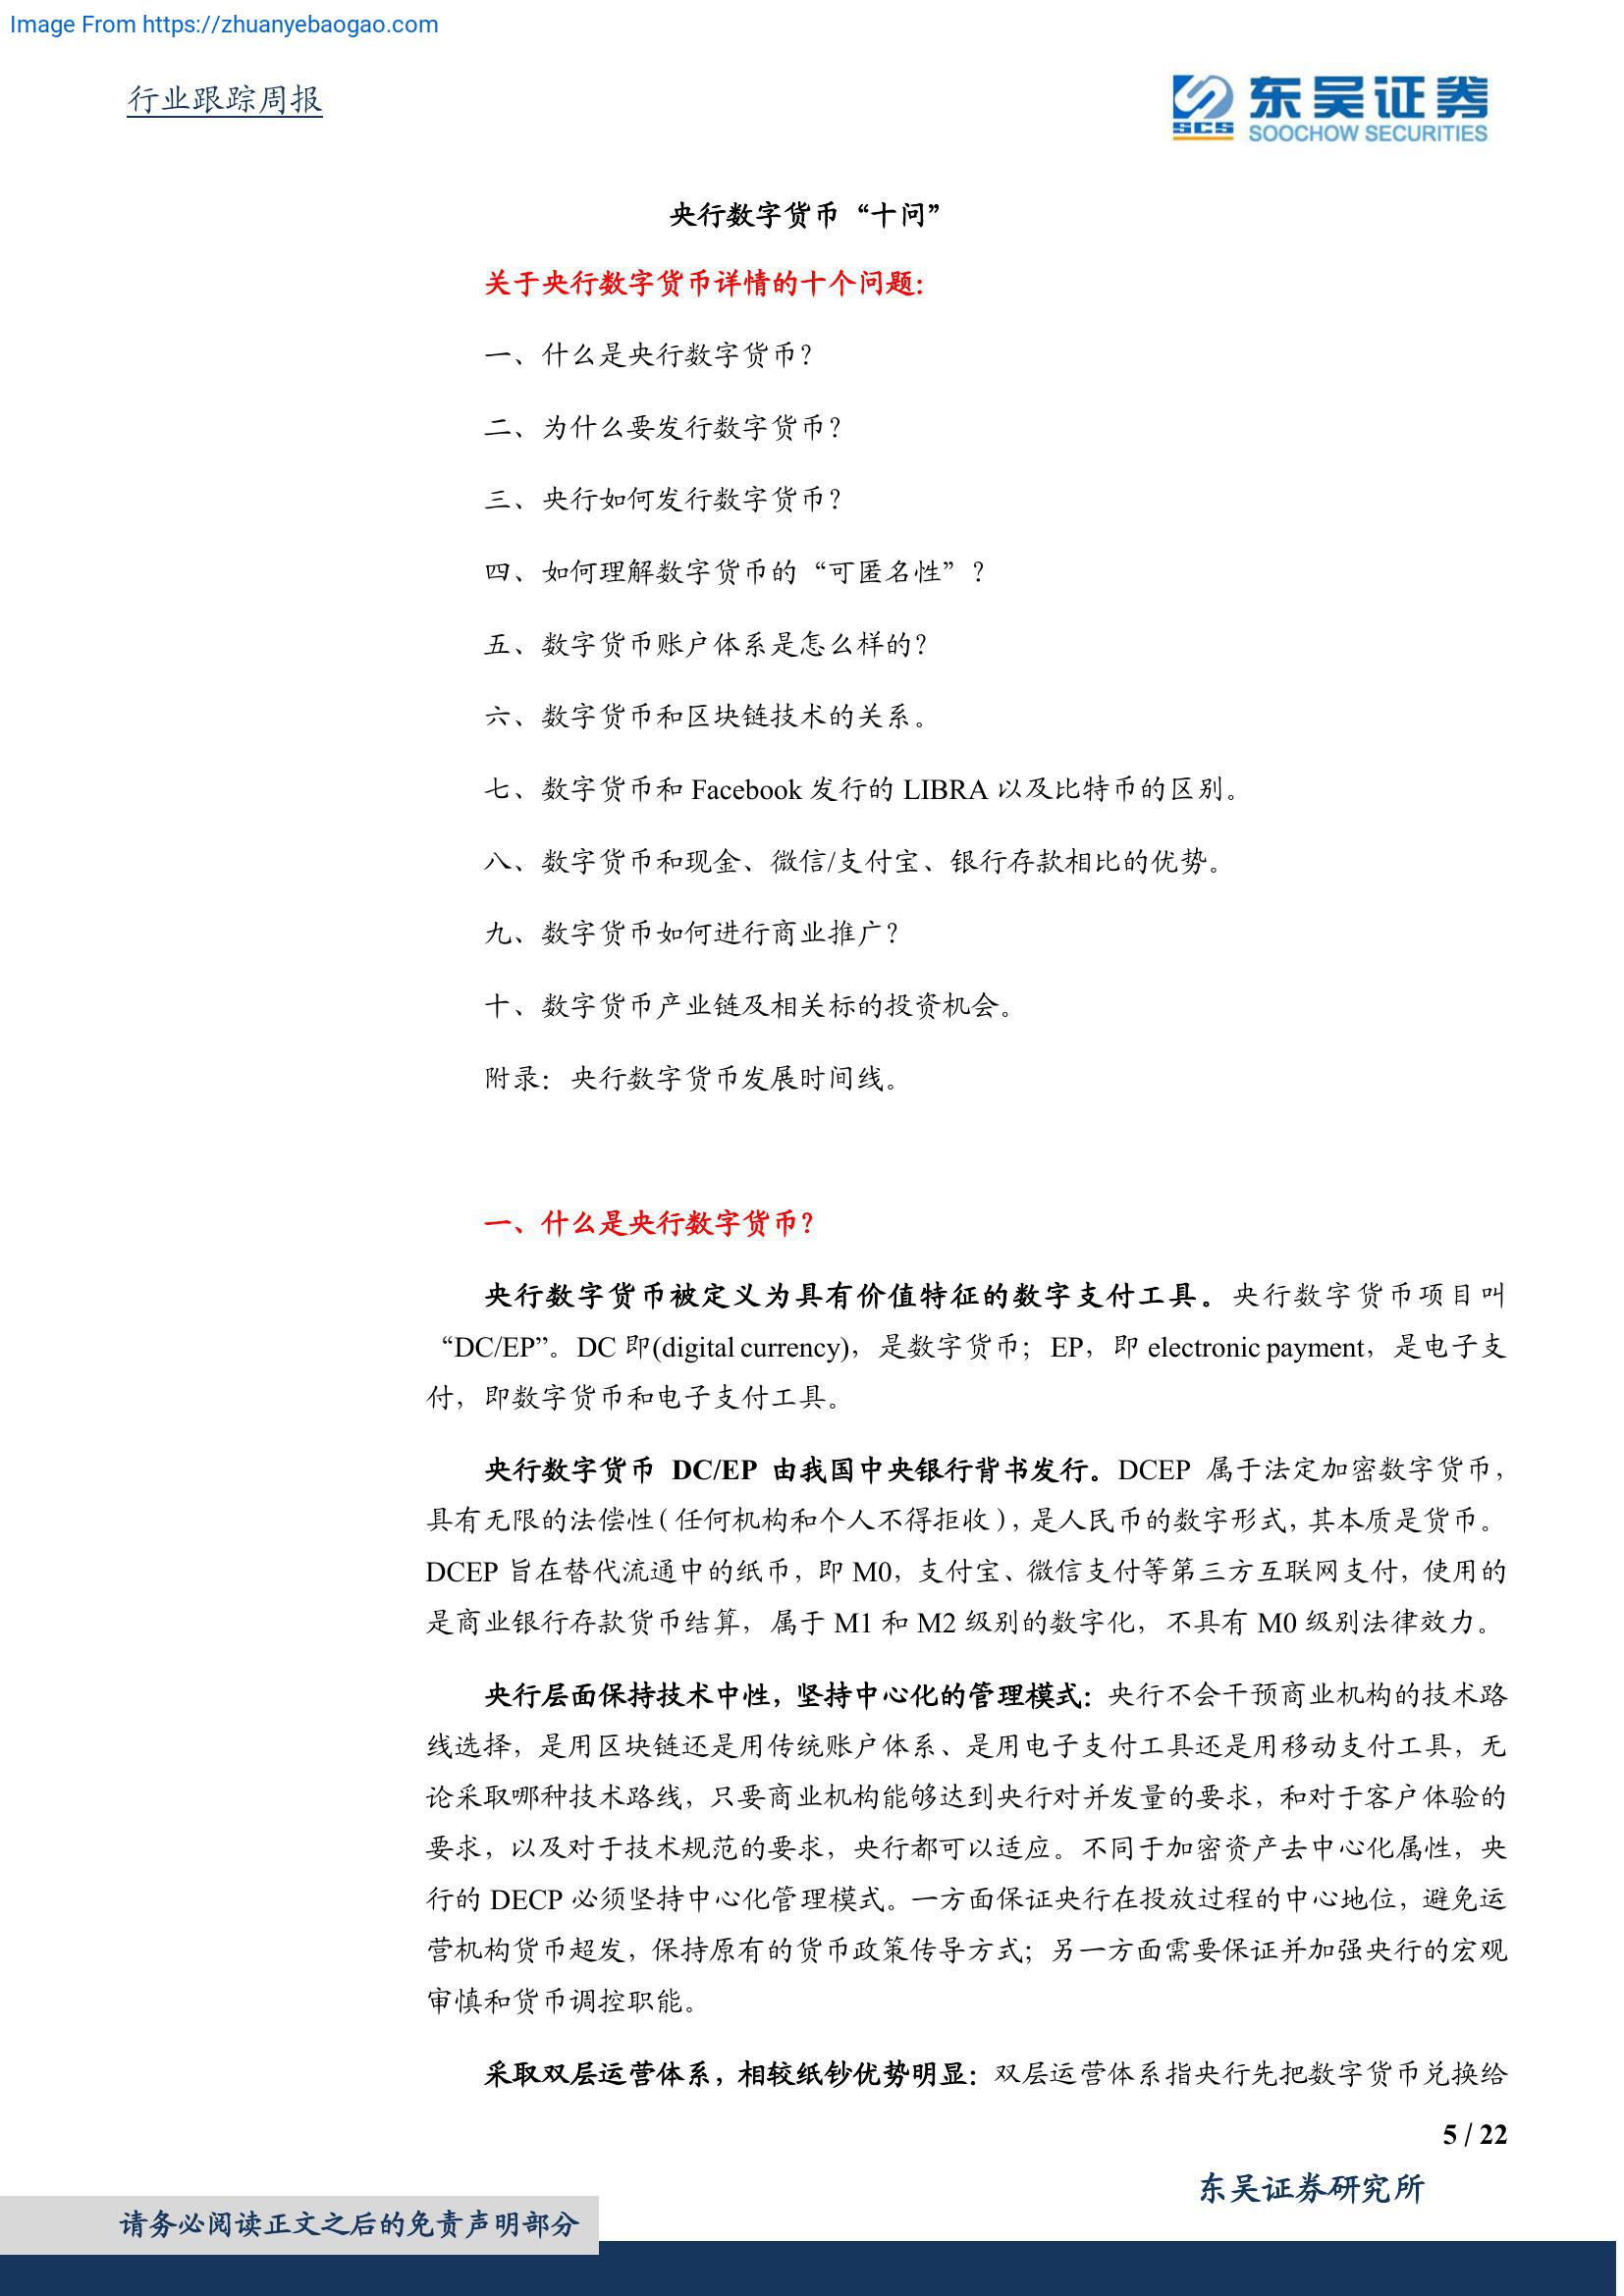 Image From https://zhuanyebaogao.com
行业跟踪周报
东吴证券
SCS
SOOCHOW SECURITIES
央行数字货币“十问”
关于央行数字货币详情的十个问题：
一、什么是央行数字货币？
二、为什么要发行数字货币？
三、央行如何发行数字货币？
四、如何理解数字货币的“可匿名性”？
五、数字货币账户体系是怎么样的？
六、数字货币和区块链技术的关系。
七、数字货币和 Facebook 发行的 LIBRA 以及比特币的区别。
八、数字货币和现金、微信/支付宝、银行存款相比的优势。
九、数字货币如何进行商业推广？
十、数字货币产业链及相关标的投资机会。
附录：央行数字货币发展时间线。
一、什么是央行数字货币？
央行数字货币被定义为具有价值特征的数字支付工具。央行数字货币项目叫
“DC/EP”。DC 即(digital currency)，是数字货币；EP，即 electronic payment，是电子支
付，即数字货币和电子支付工具。
央行数字货币 DC/EP 由我国中央银行背书发行。DCEP 属于法定加密数字货币，
具有无限的法偿性（任何机构和个人不得拒收），是人民币的数字形式，其本质是货币。
DCEP 旨在替代流通中的纸币，即 M0，支付宝、微信支付等第三方互联网支付，使用的
是商业银行存款货币结算，属于 M1 和 M2 级别的数字化，不具有 M0 级别法律效力。
央行层面保持技术中性，坚持中心化的管理模式：央行不会干预商业机构的技术路
线选择，是用区块链还是用传统账户体系、是用电子支付工具还是用移动支付工具，无
论采取哪种技术路线，只要商业机构能够达到央行对并发量的要求，和对于客户体验的
要求，以及对于技术规范的要求，央行都可以适应。不同于加密资产去中心化属性，央
行的 DECP 必须坚持中心化管理模式。一方面保证央行在投放过程的中心地位，避免运
营机构货币超发，保持原有的货币政策传导方式；另一方面需要保证并加强央行的宏观
审慎和货币调控职能。
采取双层运营体系，相较纸钞优势明显：双层运营体系指央行先把数字货币兑换给
5 / 22
东吴证券研究所
请务必阅读正文之后的免责声明部分